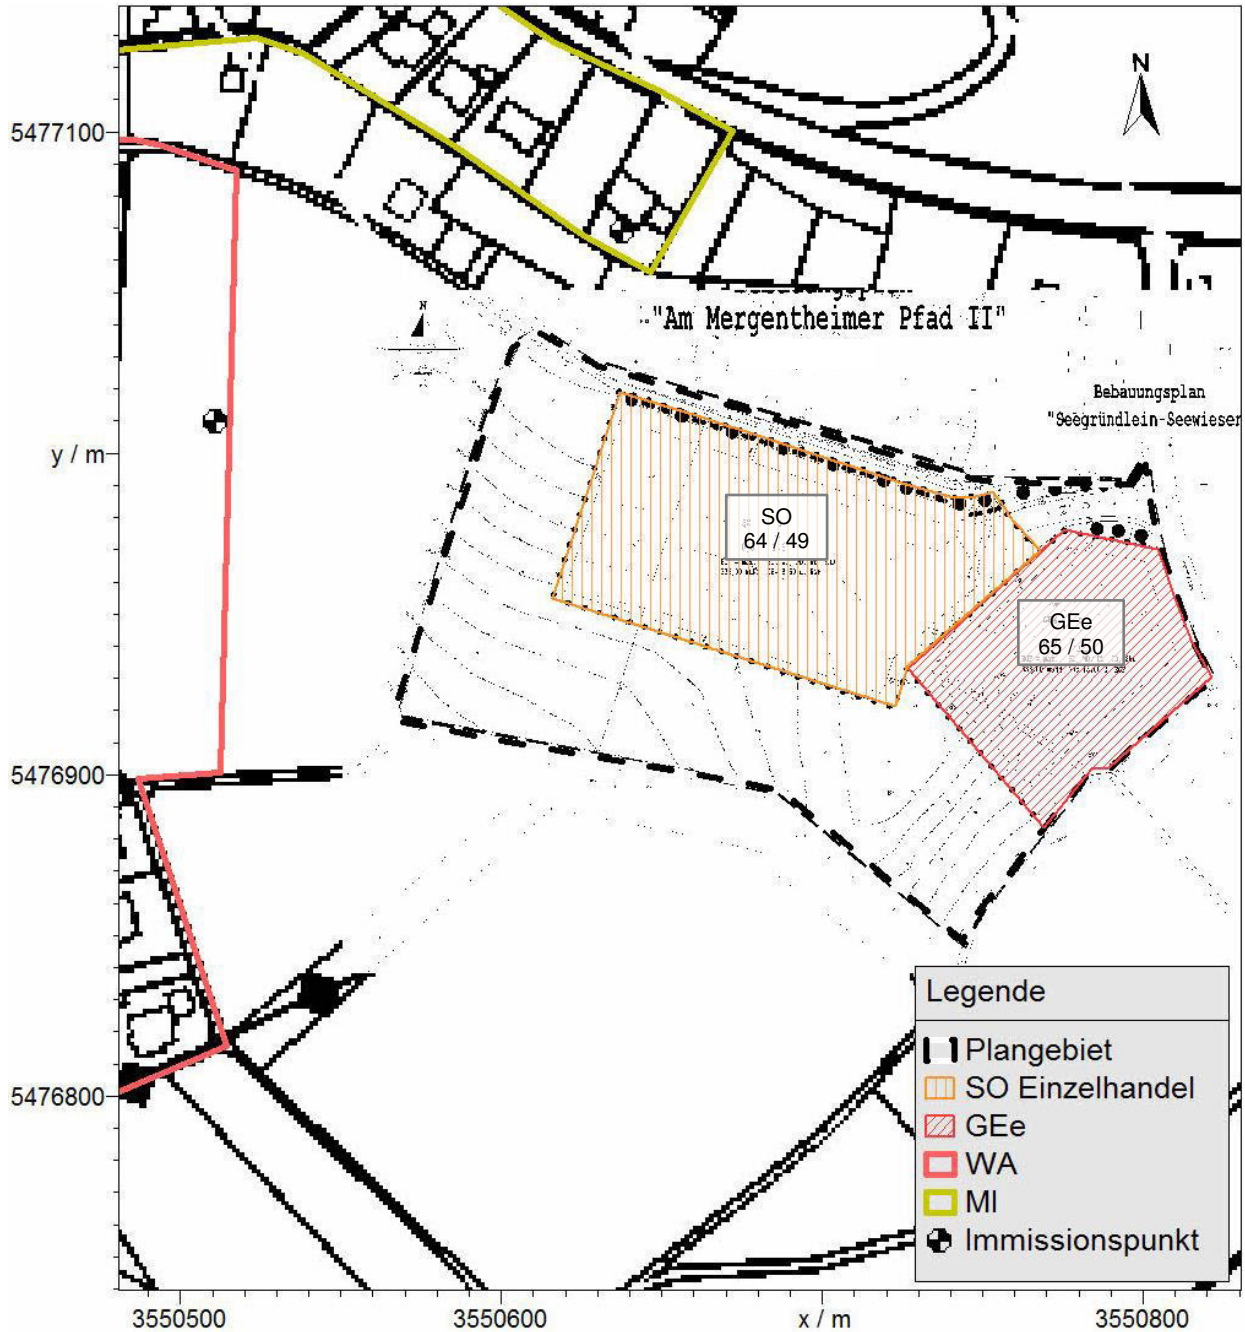 N
5477100
N
"Am Mergentheimer Pfad II"
Bebauungsplan
"Seegründlein-Seewiesen
y / m
SO
64 / 49
GEe
65 / 50
5476900
5476800
Legende
Plangebiet
SO Einzelhandel
GEe
WA
MI
Immissionspunkt
3550500
3550600
x / m
3550800